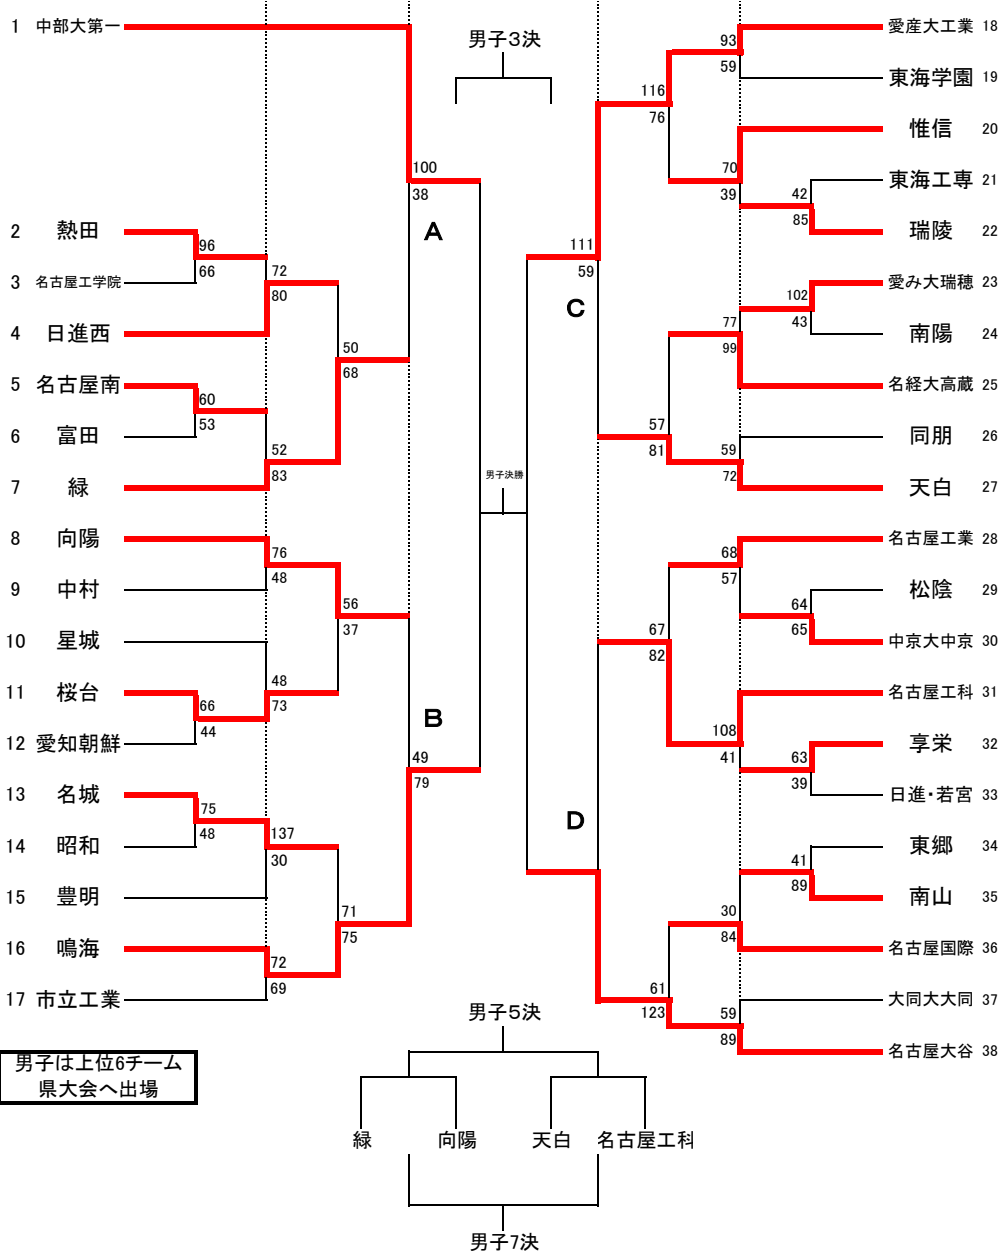 男子3決
1 中部大第一
2 熱田
3 名古屋工学院
4 日進西
5 名古屋南
6 富田
7 緑
8 向陽
9 中村
10 星城
11 桜台
12 愛知朝鮮
13 名城
14 昭和
15 豊明
16 鳴海
17 市立工業
96
66
60
53
66
44
75
48
72
80
52
83
76
48
48
73
137
30
72
69
50
68
56
37
71
75
100
38
A
B
49
79
男子決勝
111
59
C
D
116
76
57
81
67
82
61
123
93
59
70
39
77
99
59
72
68
57
108
41
30
84
59
89
42
85
102
43
64
65
63
39
41
89
愛産大工業 18
東海学園 19
惟信 20
東海工専 21
瑞陵 22
愛み大瑞穂 23
南陽 24
名経大高蔵 25
同朋 26
天白 27
名古屋工業 28
松陰 29
中京大中京 30
名古屋工科 31
享栄 32
日進・若宮 33
東郷 34
南山 35
名古屋国際 36
大同大大同 37
名古屋大谷 38
男子は上位6チーム
県大会へ出場
男子5決
緑 向陽 天白 名古屋工科
男子7決